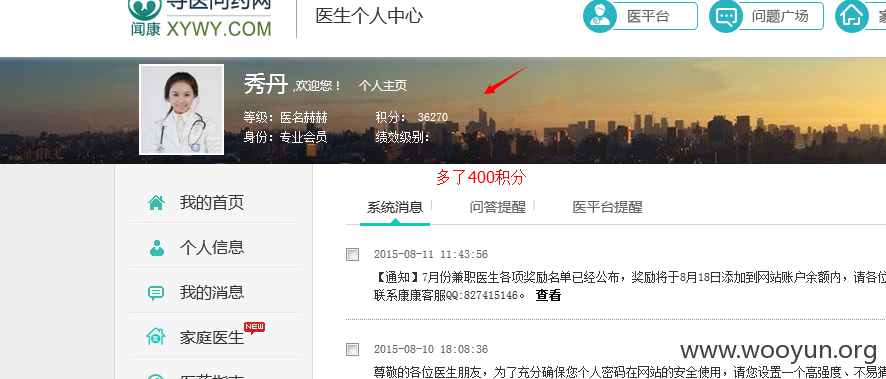 寻医问药网
闻康 XYWY.COM
医生个人中心
医平台
问题广场
秀丹 ,欢迎您！ 个人主页
等级：医名赫赫 积分： 36270
身份：专业会员 绩效级别：
多了400积分
我的首页
个人信息
我的消息
家庭医生 NEW
系统消息
问答提醒
医平台提醒
2015-08-11 11:43:56
【通知】7月份兼职医生各项奖励名单已经公布，奖励将于8月18日添加到网站账户余额内，请各位
联系康康客服QQ:827415146。 查看
2015-08-10 18:08:36
尊敬的各位医生朋友，为了充分确保您个人密码在网站的安全使用，请您设置一个高强度、不易猜
www.wooyun.org